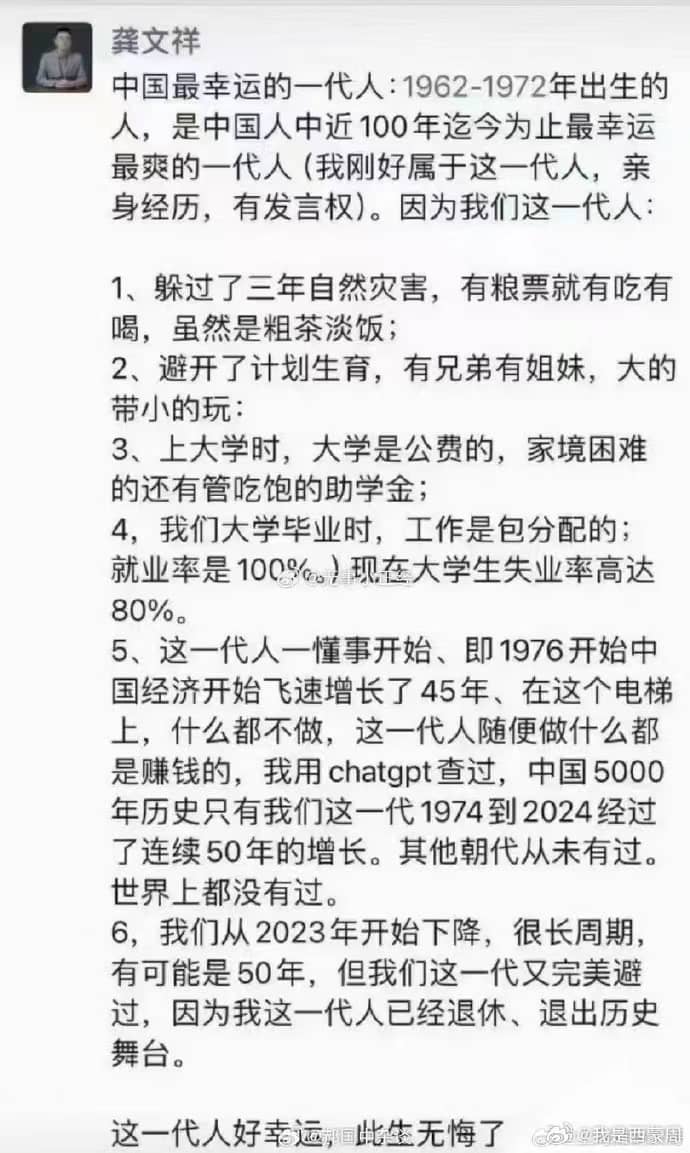 龚文祥
中国最幸运的一代人：1962-1972年出生的
人，是中国人中近100年迄今为止最幸运
最爽的一代人（我刚好属于这一代人，亲
身经历，有发言权）。因为我们这一代人：
1、躲过了三年自然灾害，有粮票就有吃有
喝，虽然是粗茶淡饭；
2、避开了计划生育，有兄弟有姐妹，大的
带小的玩：
3、上大学时，大学是公费的，家境困难
的还有管吃饱的助学金；
4，我们大学毕业时，工作是包分配的；
就业率是100%。）现在大学生失业率高达
80%。
5、这一代人一懂事开始、即1976开始中
国经济开始飞速增长了45年、在这个电梯
上，什么都不做，这一代人随便做什么都
是赚钱的，我用chatgpt查过，中国5000
年历史只有我们这一代1974到2024经过
了连续50年的增长。其他朝代从未有过。
世界上都没有过。
6，我们从2023年开始下降，很长周期，
有可能是50年，但我们这一代又完美避
过，因为我这一代人已经退休、退出历史
舞台。
这一代人好幸运，此生无悔了
@我是西蒙周